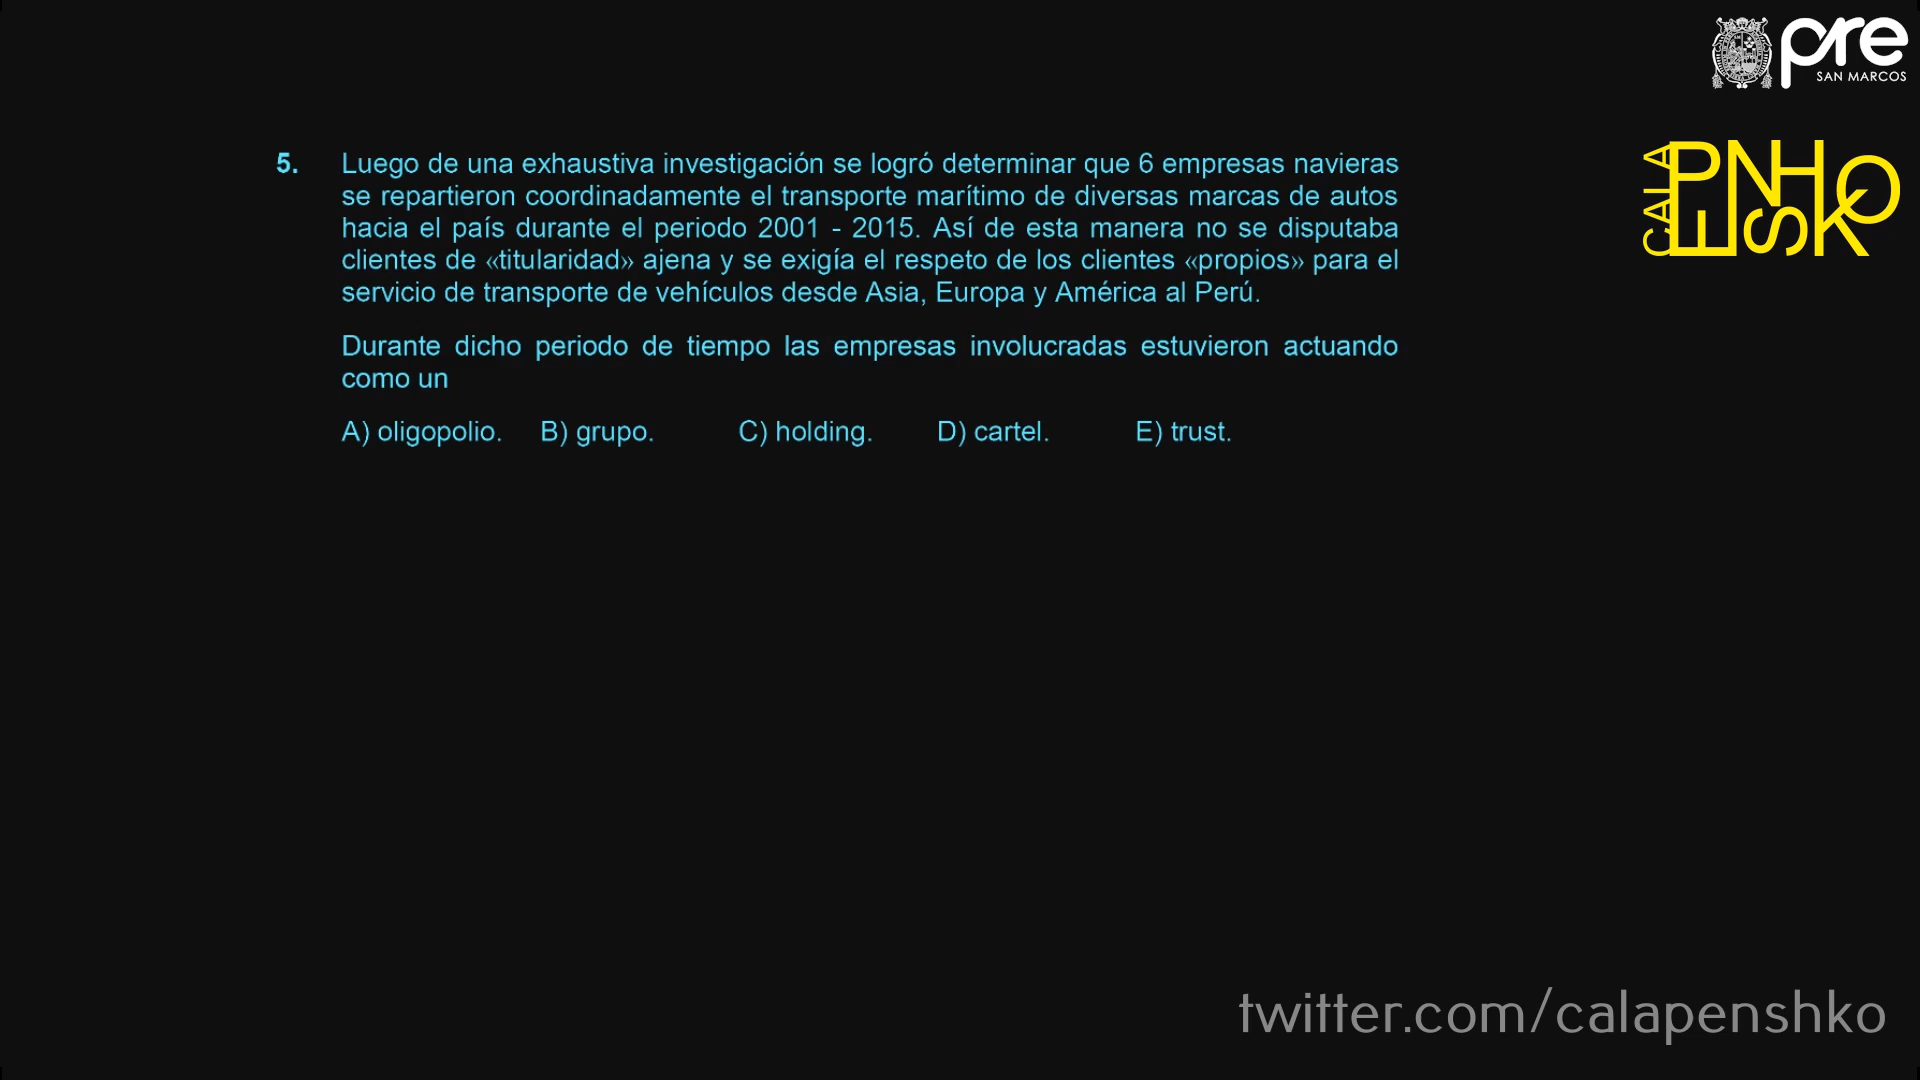 pre
SAN MARCOS
CALA
PENSHKO
5. Luego de una exhaustiva investigación se logró determinar que 6 empresas navieras
se repartieron coordinadamente el transporte marítimo de diversas marcas de autos
hacia el país durante el periodo 2001 - 2015. Así de esta manera no se disputaba
clientes de «titularidad» ajena y se exigía el respeto de los clientes «propios» para el
servicio de transporte de vehículos desde Asia, Europa y América al Perú.
Durante dicho periodo de tiempo las empresas involucradas estuvieron actuando
como un
A) oligopolio. B) grupo. C) holding. D) cartel. E) trust.
twitter.com/calapenshko